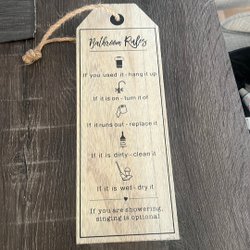 Bathroom Rules
If you used it - hang it up
If it is on - turn it of
If it runs out - replace it
If it is dirty - clean it
If it is wet - dry it
If you are showering,
singing is optional